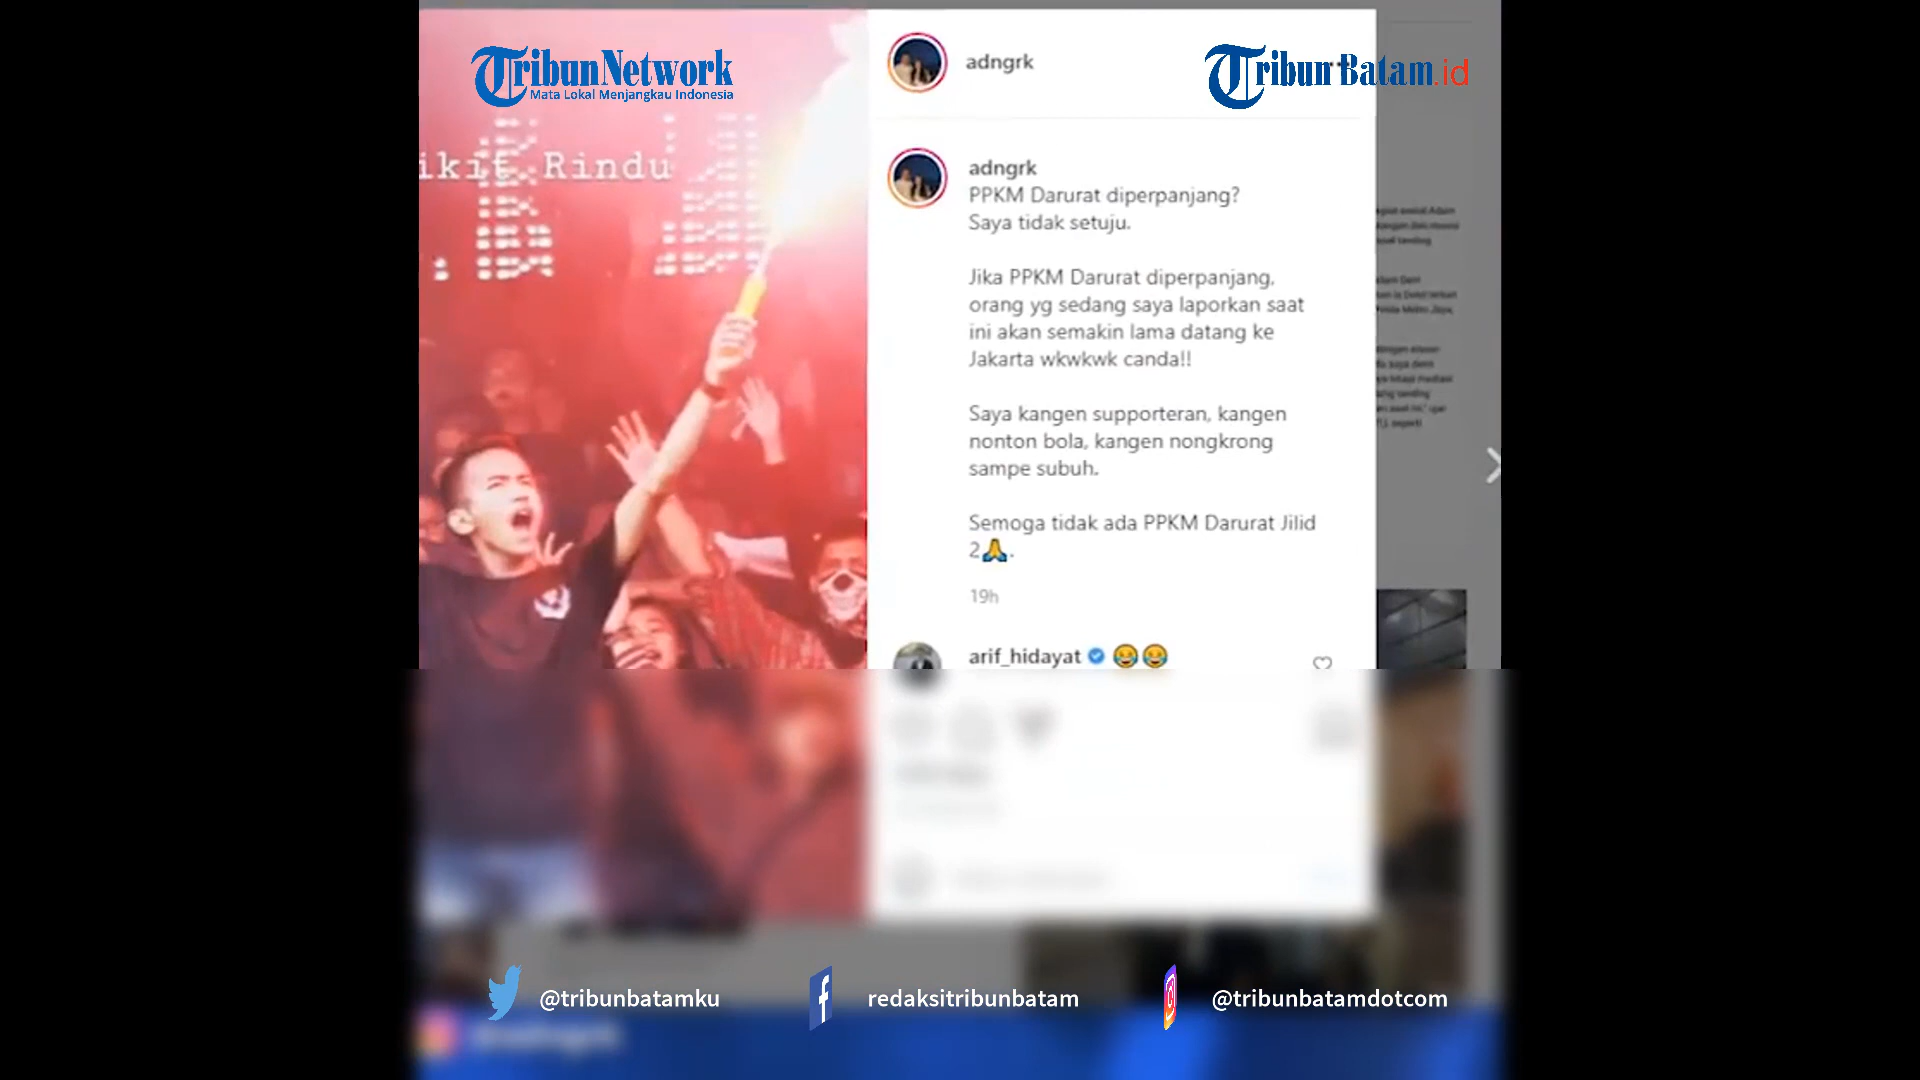 TribunNetwork
Mata Lokal Menjangkau Indonesia
TribunBatam.id
ikit Rindu
adngrk
adngrk
PPKM Darurat diperpanjang?
Saya tidak setuju.
Jika PPKM Darurat diperpanjang,
orang yg sedang saya laporkan saat
ini akan semakin lama datang ke
Jakarta wkwkwk canda!!
Saya kangen supporteran, kangen
nonton bola, kangen nongkrong
sampe subuh.
Semoga tidak ada PPKM Darurat Jilid
2🙏.
19h
arif_hidayat 😂😂
@tribunbatamku
redaksitribunbatam
@tribunbatamdotcom